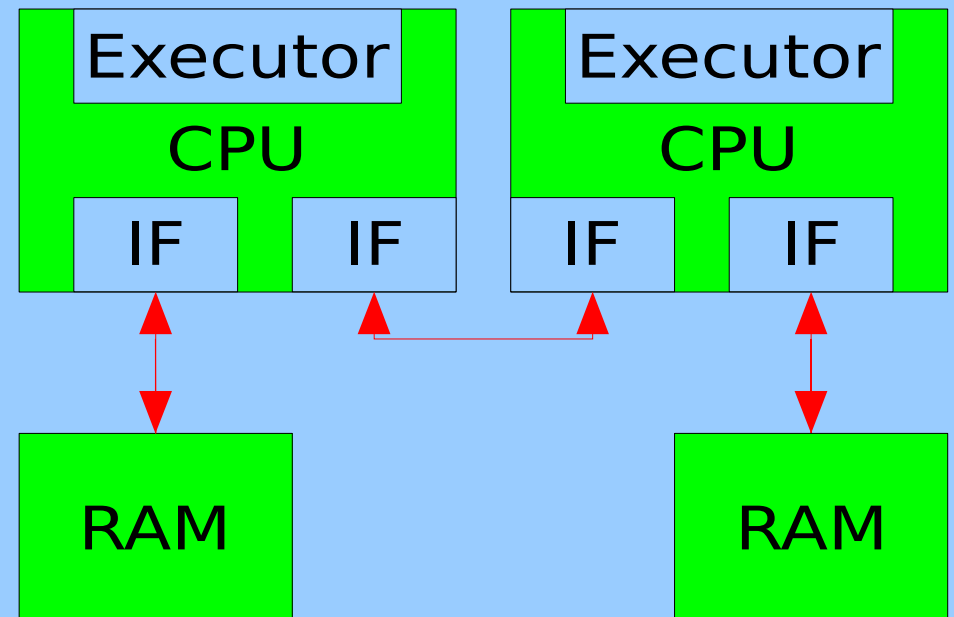 Executor
Executor
CPU
CPU
IF
IF
IF
IF
RAM
RAM